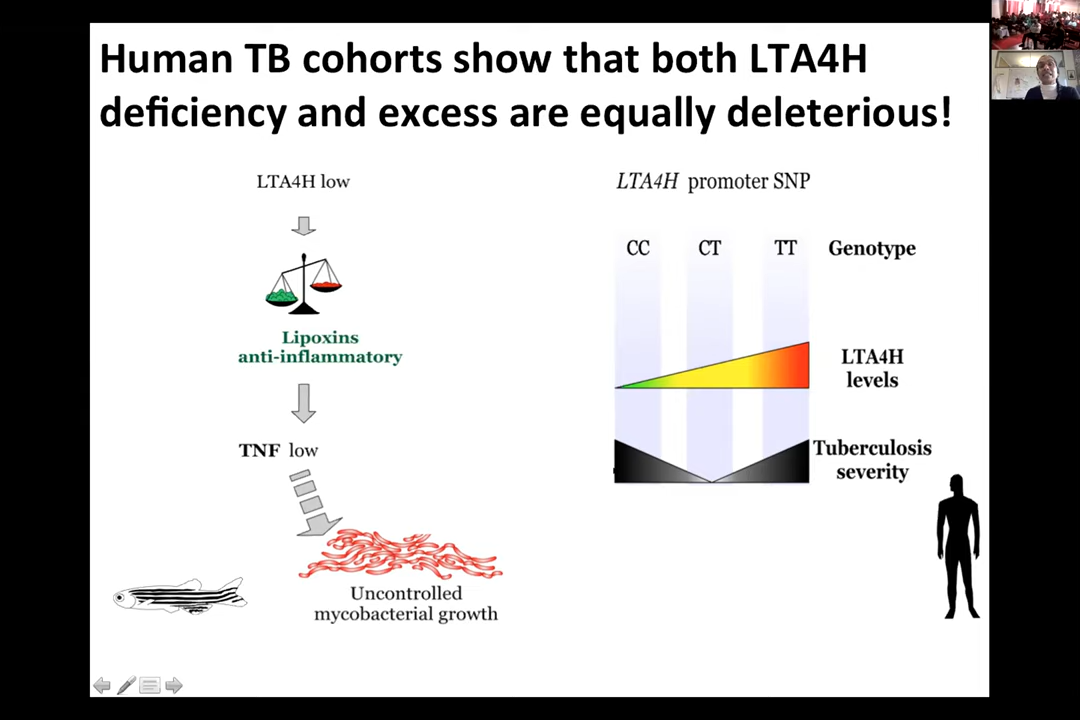 Human TB cohorts show that both LTA4H
deficiency and excess are equally deleterious!
LTA4H low
Lipoxins
anti-inflammatory
TNF low
Uncontrolled
mycobacterial growth
LTA4H promoter SNP
CC CT TT Genotype
LTA4H
levels
Tuberculosis
severity